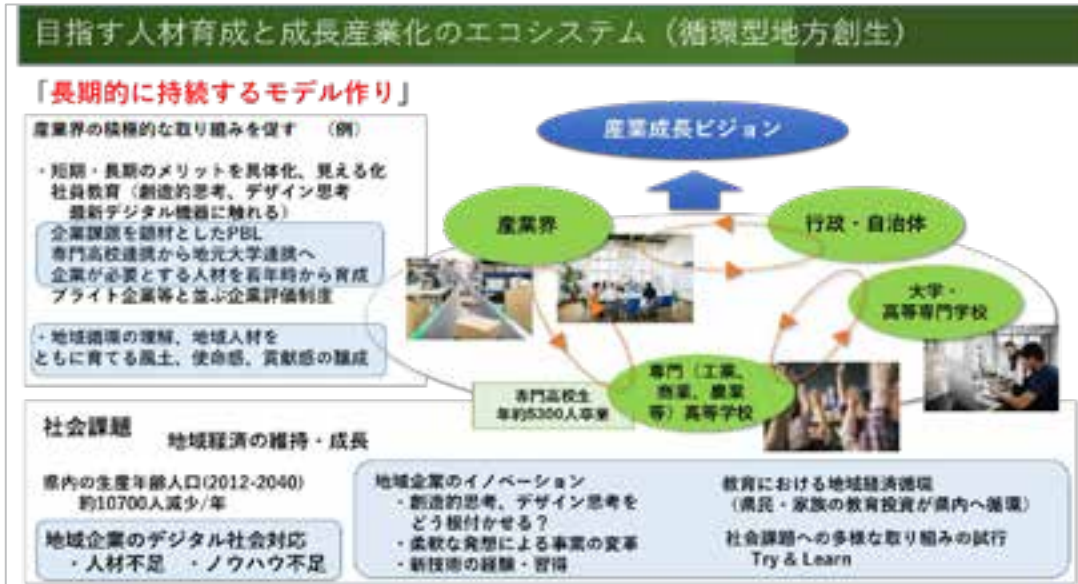 目指す人材育成と成長産業化のエコシステム（循環型地方創生）
「長期的に持続するモデル作り」
産業界の積極的な取り組みを促す （例）
・短期・長期のメリットを具体化、見える化
社員教育（創造的思考、デザイン思考
最新デジタル機器に触れる）
企業課題を題材としたPBL
専門高校連携から地元大学連携へ
企業が必要とする人材を若年時から育成
ブライト企業等と並ぶ企業評価制度
・地域循環の理解、地域人材を
ともに育てる風土、使命感、貢献感の醸成
産業成長ビジョン
産業界
行政・自治体
大学・
高等専門学校
専門（工業、
商業、農業
等）高等学校
専門高校生
年約5300人卒業
社会課題
地域経済の維持・成長
県内の生産年齢人口(2012-2040)
約10700人減少/年
地域企業のデジタル社会対応
・人材不足 ・ノウハウ不足
地域企業のイノベーション
・創造的思考、デザイン思考を
どう根付かせる？
・柔軟な発想による事業の変革
・新技術の経験・習得
教育における地域経済循環
（県民・家族の教育投資が県内へ循環）
社会課題への多様な取り組みの試行
Try & Learn